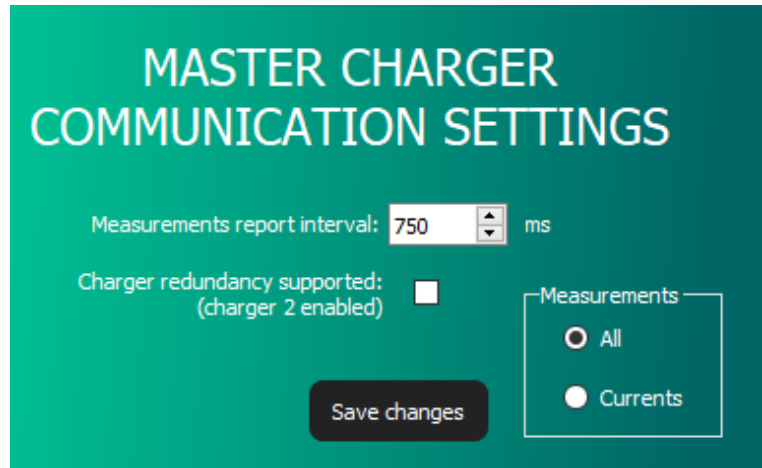 MASTER CHARGER
COMMUNICATION SETTINGS
Measurements report interval: 750 ms
Charger redundancy supported:
(charger 2 enabled)
Measurements
All
Currents
Save changes